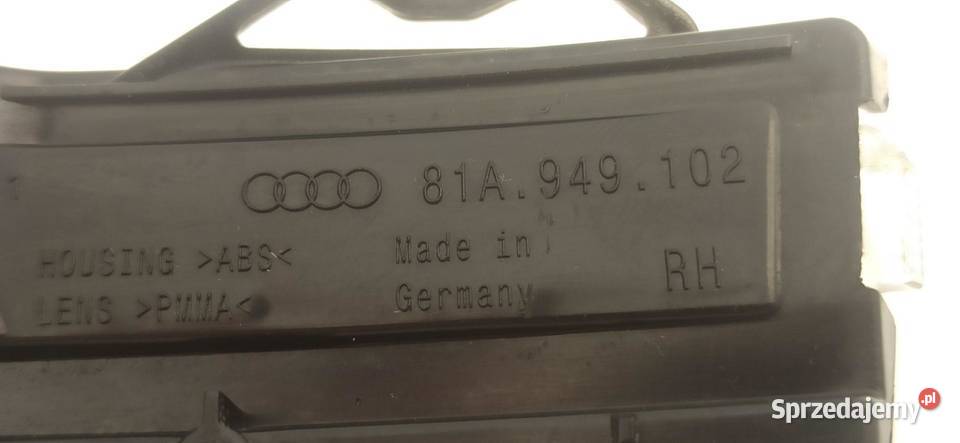 81A.949.102
HOUSING >ABS< Made in
LENS >PMMA< Germany
RH
Sprzedajemy.pl